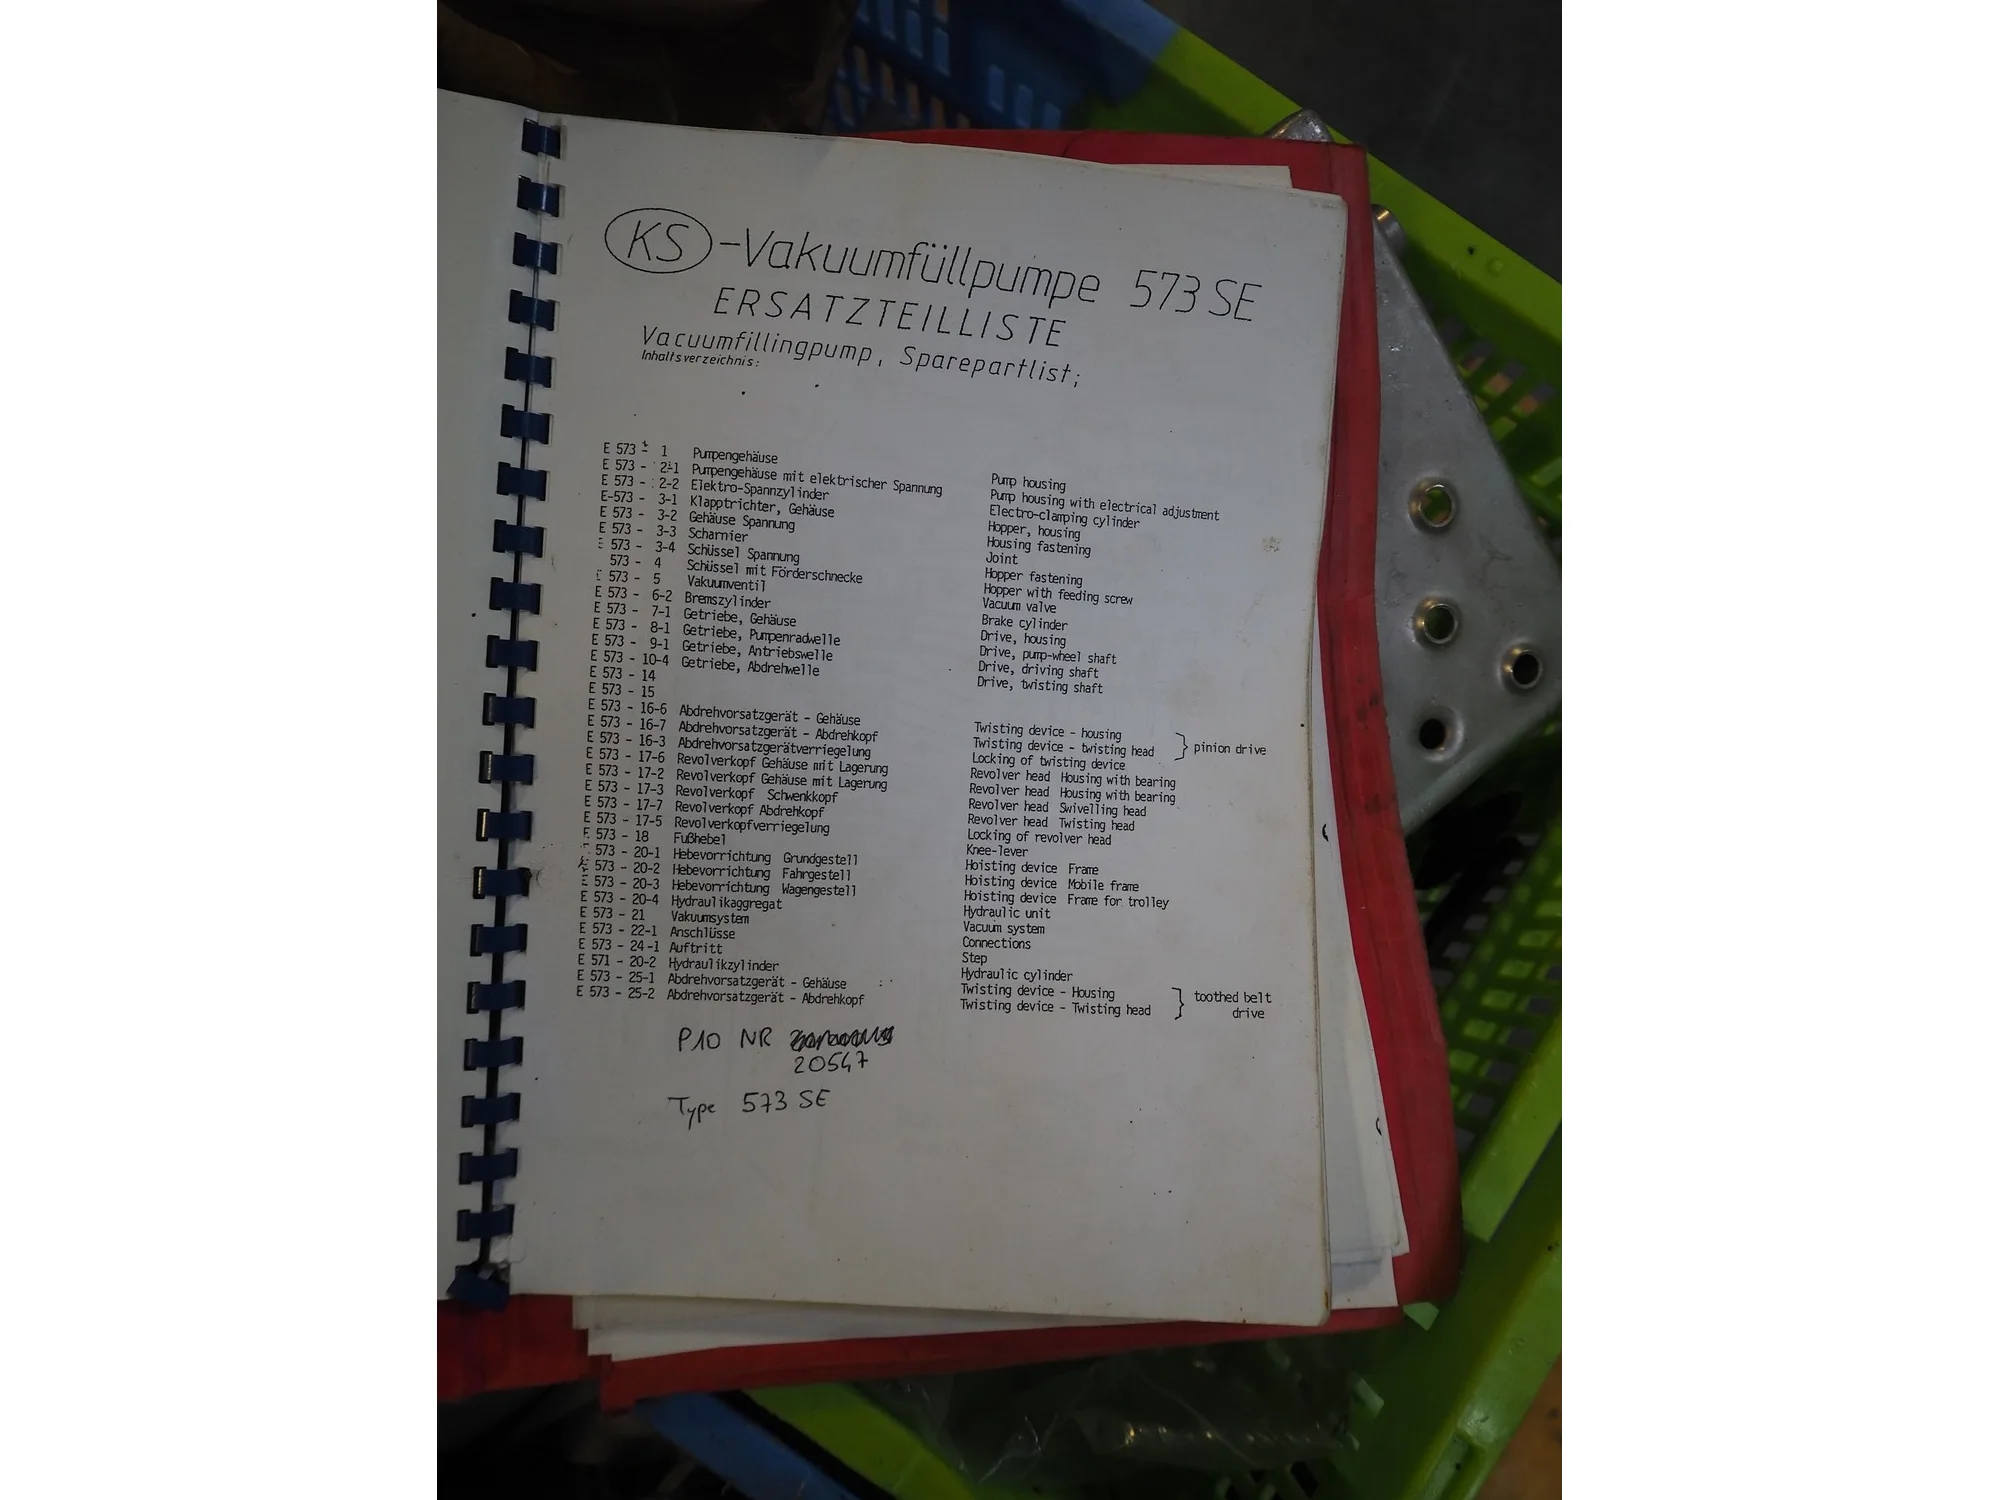 KS -Vakuumfüllpumpe 573 SE
ERSATZTEILLISTE
Vacuumfillingpump, Sparepartlist;
Inhaltsverzeichnis:
E 573 - 1 Pumpengehäuse Pump housing
E 573 - 2-1 Pumpengehäuse mit elektrischer Spannung Pump housing with electrical adjustment
E 573 - 2-2 Elektro-Spannzylinder Electro-clamping cylinder
E-573 - 3-1 Klapptrichter, Gehäuse Hopper, housing
E 573 - 3-2 Gehäuse Spannung Housing fastening
E 573 - 3-3 Scharnier Joint
E 573 - 3-4 Schüssel Spannung Hopper fastening
573 - 4 Schüssel mit Förderschnecke Hopper with feeding screw
E 573 - 5 Vakuumventil Vacuum valve
E 573 - 6-2 Bremszylinder Brake cylinder
E 573 - 7-1 Getriebe, Gehäuse Drive, housing
E 573 - 8-1 Getriebe, Pumpenradwelle Drive, pump-wheel shaft
E 573 - 9-1 Getriebe, Antriebswelle Drive, driving shaft
E 573 - 10-4 Getriebe, Abdrehwelle Drive, twisting shaft
E 573 - 14
E 573 - 15
E 573 - 16-6 Abdrehvorsatzgerät - Gehäuse Twisting device - housing
E 573 - 16-7 Abdrehvorsatzgerät - Abdrehkopf Twisting device - twisting head } pinion drive
E 573 - 16-3 Abdrehvorsatzgerätverriegelung Locking of twisting device
E 573 - 17-6 Revolverkopf Gehäuse mit Lagerung Revolver head Housing with bearing
E 573 - 17-2 Revolverkopf Gehäuse mit Lagerung Revolver head Housing with bearing
E 573 - 17-3 Revolverkopf Schwenkkopf Revolver head Swivelling head
E 573 - 17-7 Revolverkopf Abdrehkopf Revolver head Twisting head
E 573 - 17-5 Revolverkopfverriegelung Locking of revolver head
E 573 - 18 Fußhebel Knee-lever
573 - 20-1 Hebevorrichtung Grundgestell Hoisting device Frame
E 573 - 20-2 Hebevorrichtung Fahrgestell Hoisting device Mobile frame
E 573 - 20-3 Hebevorrichtung Wagengestell Hoisting device Frame for trolley
E 573 - 20-4 Hydraulikaggregat Hydraulic unit
E 573 - 21 Vakuumsystem Vacuum system
E 573 - 22-1 Anschlüsse Connections
E 573 - 24-1 Auftritt Step
E 571 - 20-2 Hydraulikzylinder Hydraulic cylinder
E 573 - 25-1 Abdrehvorsatzgerät - Gehäuse Twisting device - Housing } toothed belt
E 573 - 25-2 Abdrehvorsatzgerät - Abdrehkopf Twisting device - Twisting head drive
P10 NR
20547
Type 573 SE